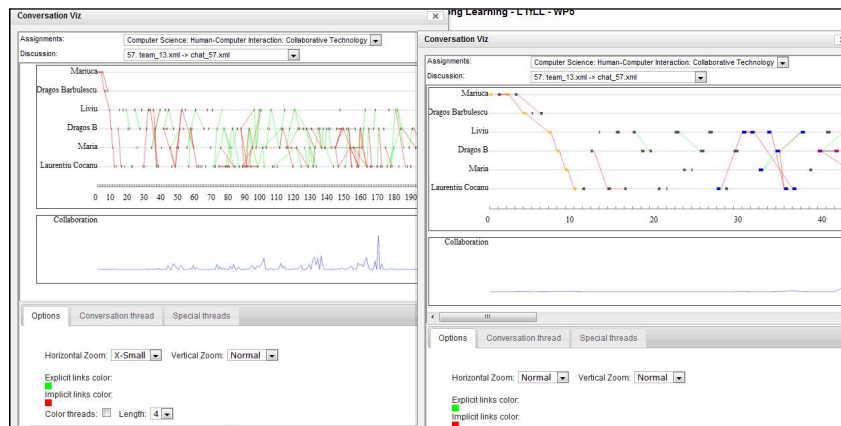 ong Learning - LTfLL - WP5
Conversation Viz
Assignments: Computer Science: Human-Computer Interaction: Collaborative Technology
Discussion: 57. team_13.xml -> chat_57.xml
Mariuca
Dragos Barbulescu
Liviu
Dragos B
Maria
Laurentiu Cocanu
0 10 20 30 40 50 60 70 80 90 100 110 120 130 140 150 160 170 180 190
Collaboration
Options Conversation thread Special threads
Horizontal Zoom: X-Small Vertical Zoom: Normal
Explicit links color:
Implicit links color:
Color threads: Length: 4
Conversation Viz
Assignments: Computer Science: Human-Computer Interaction: Collaborative Technology
Discussion: 57. team_13.xml -> chat_57.xml
Mariuca
Dragos Barbulescu
Liviu
Dragos B
Maria
Laurentiu Cocanu
0 10 20 30 40
Collaboration
Options Conversation thread Special threads
Horizontal Zoom: Normal Vertical Zoom: Normal
Explicit links color:
Implicit links color: